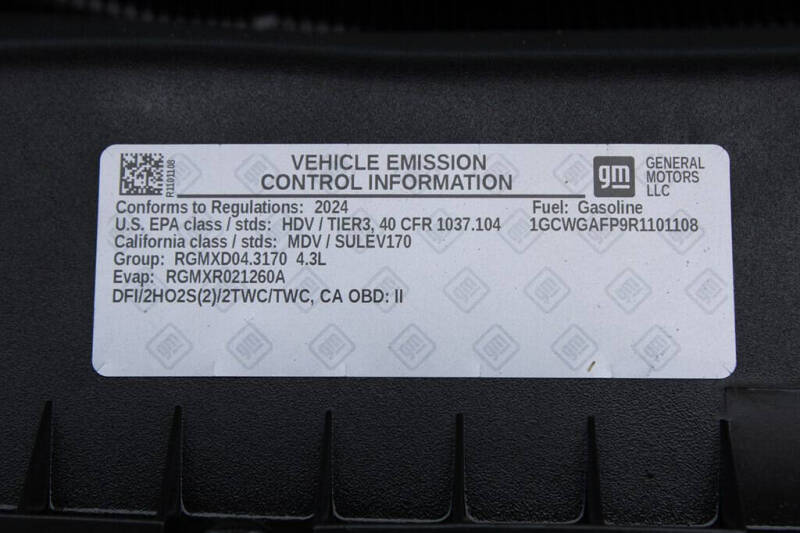 VEHICLE EMISSION
CONTROL INFORMATION
R1101108
gm
GENERAL
MOTORS
LLC
Conforms to Regulations: 2024
Fuel: Gasoline
U.S. EPA class / stds: HDV / TIER3, 40 CFR 1037.104
1GCWGAFP9R1101108
California class / stds: MDV / SULEV170
Group: RGMXD04.3170 4.3L
Evap: RGMXR021260A
DFI/2HO2S(2)/2TWC/TWC, CA OBD: II